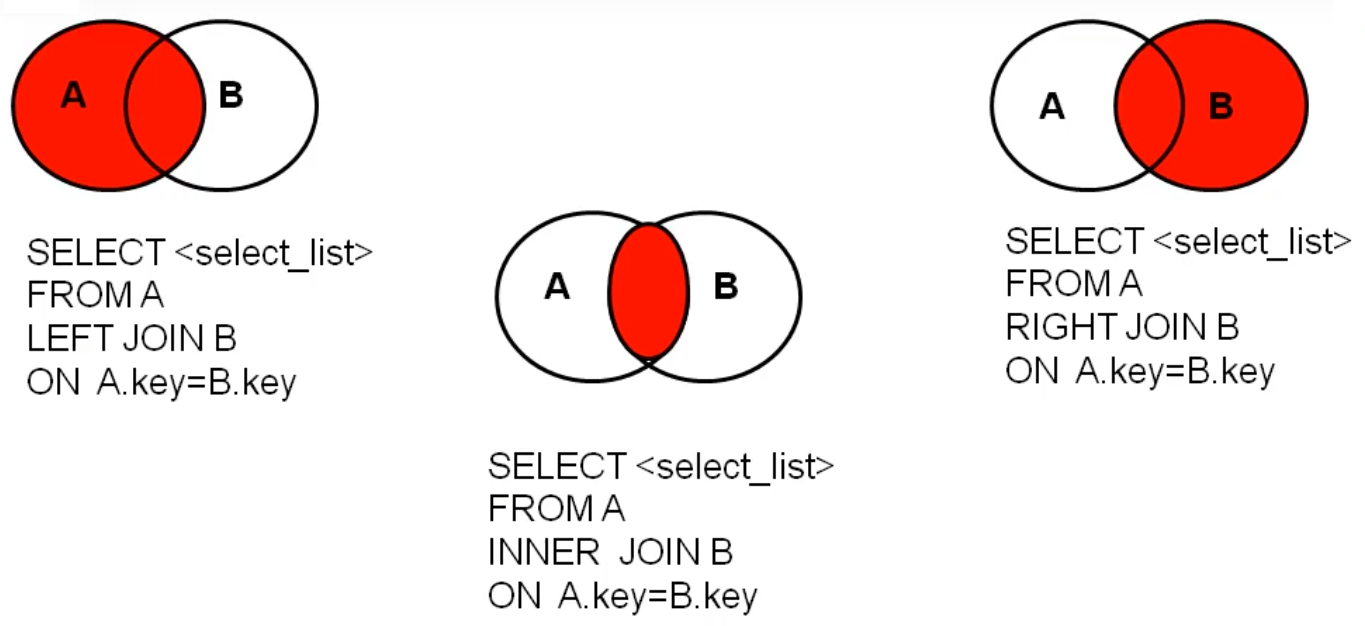 A
B
SELECT <select_list>
FROM A
LEFT JOIN B
ON A.key=B.key
A
B
SELECT <select_list>
FROM A
INNER JOIN B
ON A.key=B.key
A
B
SELECT <select_list>
FROM A
RIGHT JOIN B
ON A.key=B.key